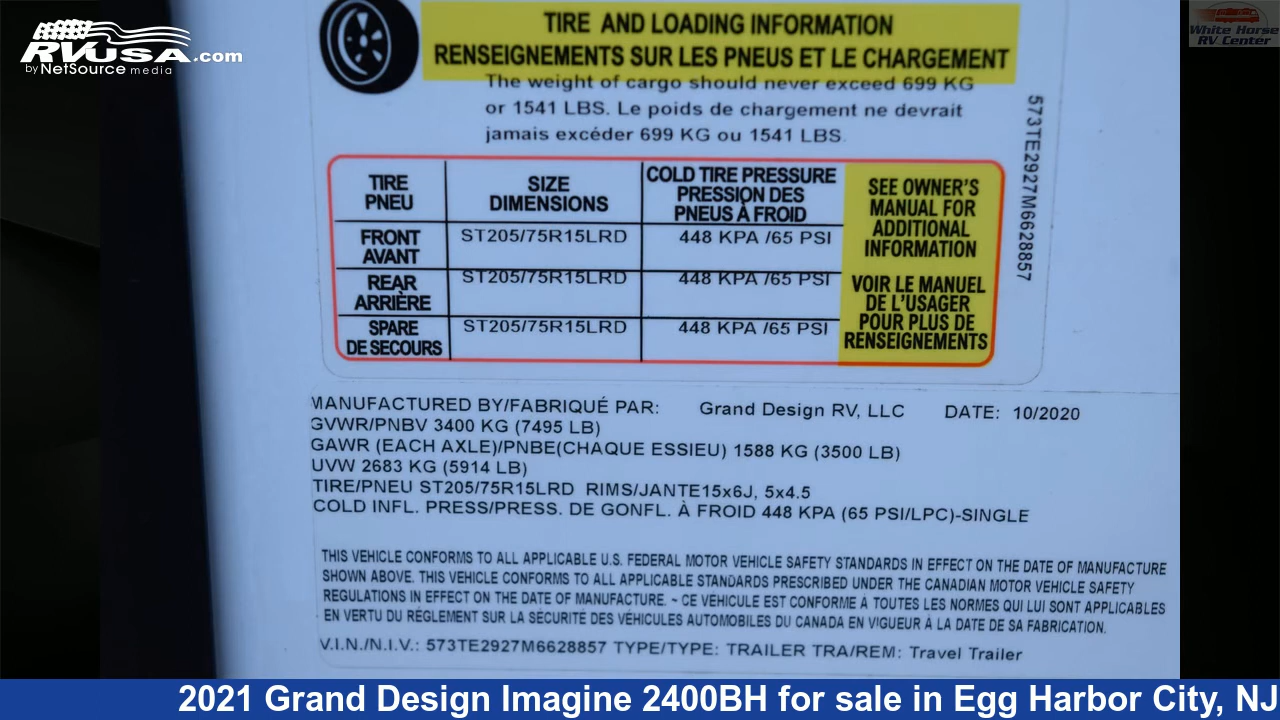 RVUSA.com
by NetSource media
White Horse
RV Center
TIRE AND LOADING INFORMATION
RENSEIGNEMENTS SUR LES PNEUS ET LE CHARGEMENT
The weight of cargo should never exceed 699 KG
or 1541 LBS. Le poids de chargement ne devrait
jamais excéder 699 KG ou 1541 LBS.
573TE2927M6628857
TIRE
PNEU
SIZE
DIMENSIONS
COLD TIRE PRESSURE
PRESSION DES
PNEUS À FROID
SEE OWNER'S
MANUAL FOR
ADDITIONAL
INFORMATION
VOIR LE MANUEL
DE L'USAGER
POUR PLUS DE
RENSEIGNEMENTS
FRONT
AVANT
ST205/75R15LRD
448 KPA /65 PSI
REAR
ARRIÈRE
ST205/75R15LRD
448 KPA /65 PSI
SPARE
DE SECOURS
ST205/75R15LRD
448 KPA /65 PSI
MANUFACTURED BY/FABRIQUÉ PAR: Grand Design RV, LLC DATE: 10/2020
GVWR/PNBV 3400 KG (7495 LB)
GAWR (EACH AXLE)/PNBE(CHAQUE ESSIEU) 1588 KG (3500 LB)
UVW 2683 KG (5914 LB)
TIRE/PNEU ST205/75R15LRD RIMS/JANTE15x6J, 5x4.5
COLD INFL. PRESS/PRESS. DE GONFL. À FROID 448 KPA (65 PSI/LPC)-SINGLE
THIS VEHICLE CONFORMS TO ALL APPLICABLE U.S. FEDERAL MOTOR VEHICLE SAFETY STANDARDS IN EFFECT ON THE DATE OF MANUFACTURE
SHOWN ABOVE. THIS VEHICLE CONFORMS TO ALL APPLICABLE STANDARDS PRESCRIBED UNDER THE CANADIAN MOTOR VEHICLE SAFETY
REGULATIONS IN EFFECT ON THE DATE OF MANUFACTURE. - CE VÉHICULE EST CONFORME À TOUTES LES NORMES QUI LUI SONT APPLICABLES
EN VERTU DU RÉGLEMENT SUR LA SÉCURITÉ DES VÉHICULES AUTOMOBILES DU CANADA EN VIGUEUR À LA DATE DE SA FABRICATION.
V.I.N./N.I.V.: 573TE2927M6628857 TYPE/TYPE: TRAILER TRA/REM: Travel Trailer
2021 Grand Design Imagine 2400BH for sale in Egg Harbor City, NJ